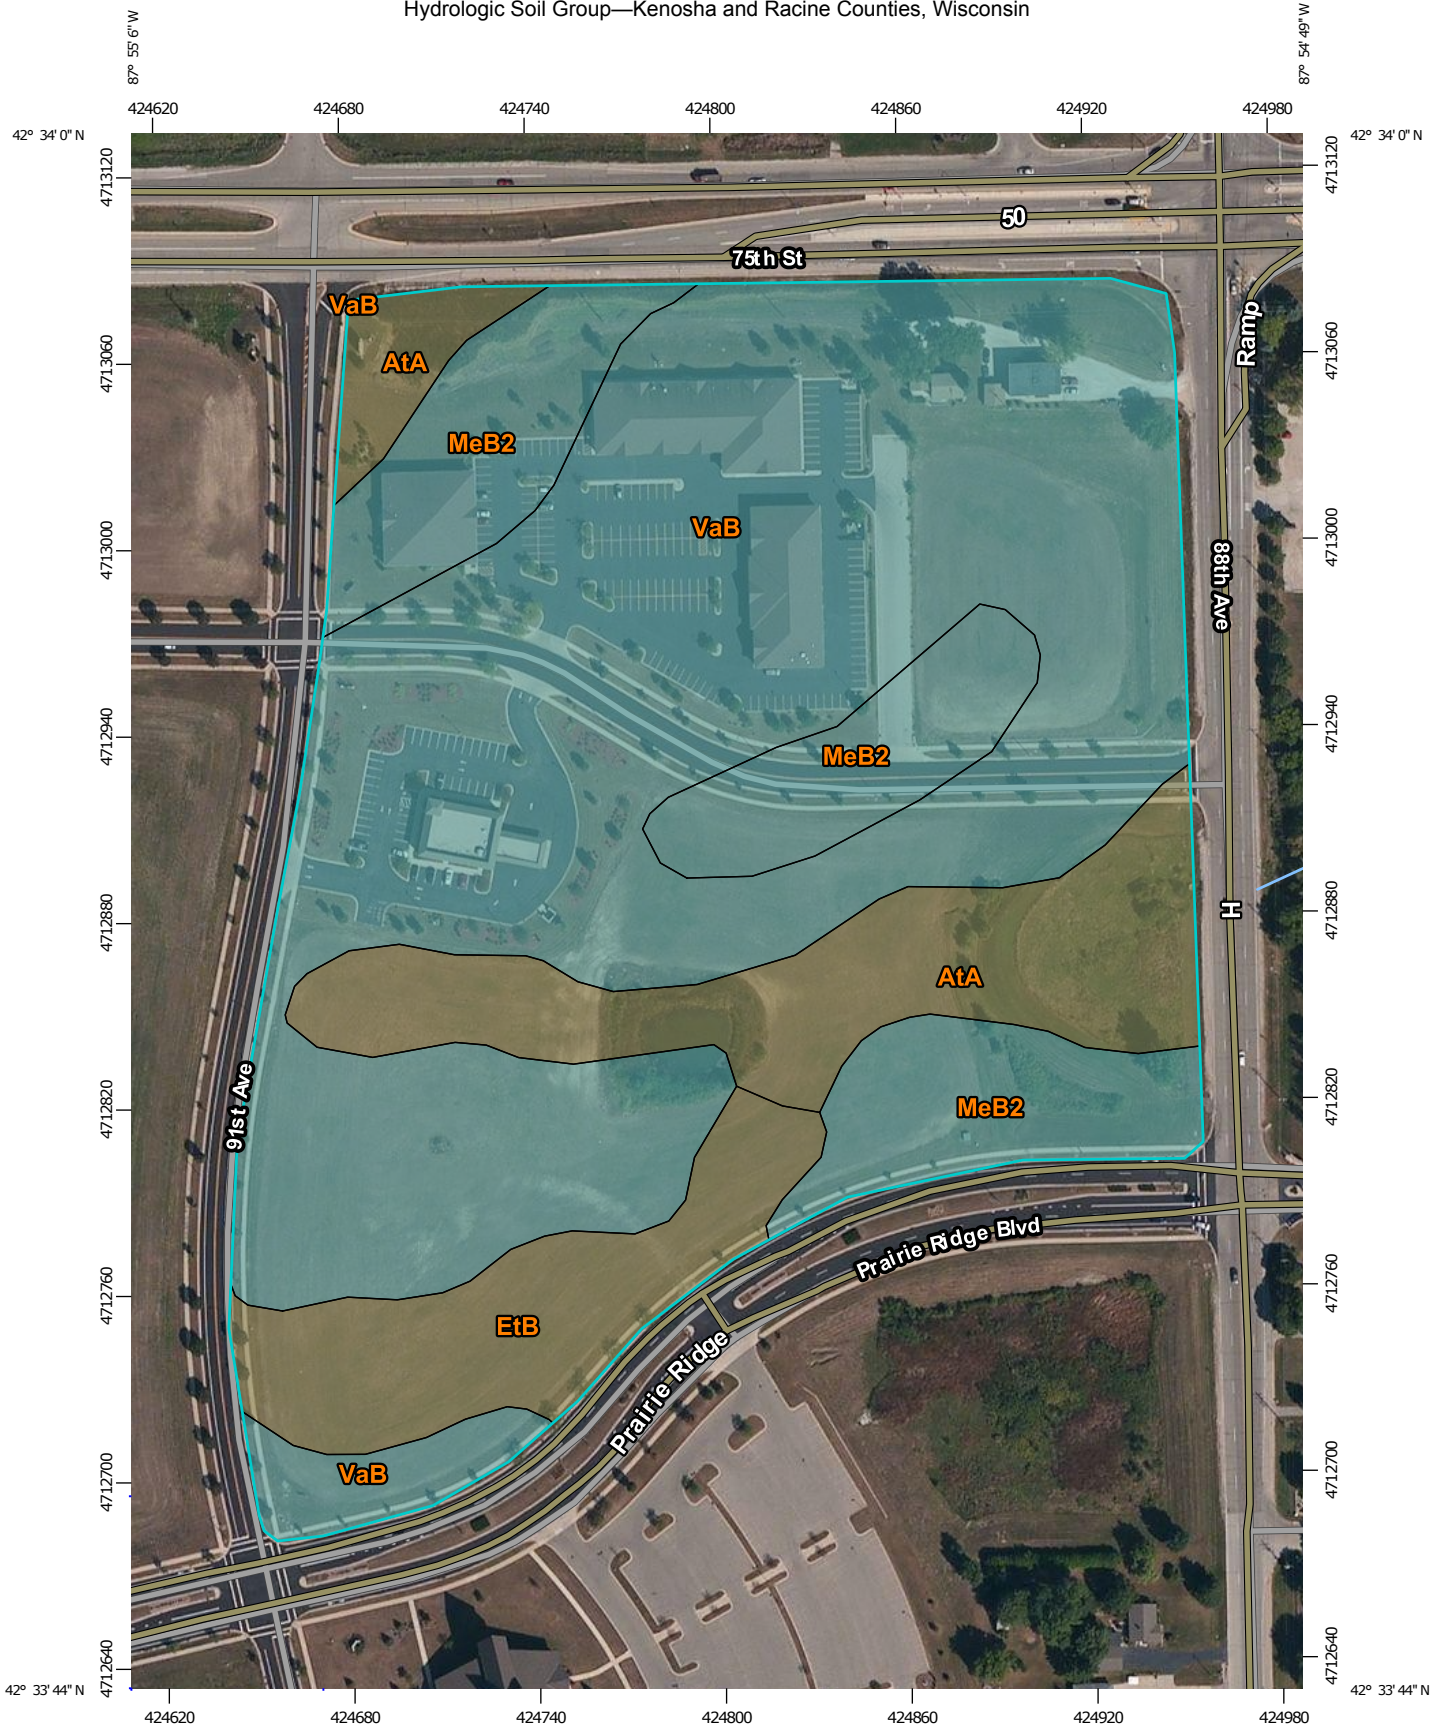 Hydrologic Soil Group—Kenosha and Racine Counties, Wisconsin
87° 55' 6'' W
87° 54' 49'' W
424620 424680 424740 424800 424860 424920 424980
42° 34' 0'' N
42° 34' 0'' N
4713120
4713120
50
75th St
VaB
Ramp
AtA
4713060
4713060
MeB2
VaB
4713000
4713000
88th Ave
4712940
4712940
MeB2
4712880
4712880
H
AtA
91st Ave
4712820
4712820
MeB2
Prairie Ridge Blvd
4712760
4712760
EtB
Prairie Ridge
VaB
4712700
4712700
4712640
4712640
42° 33' 44'' N
42° 33' 44'' N
424620 424680 424740 424800 424860 424920 424980